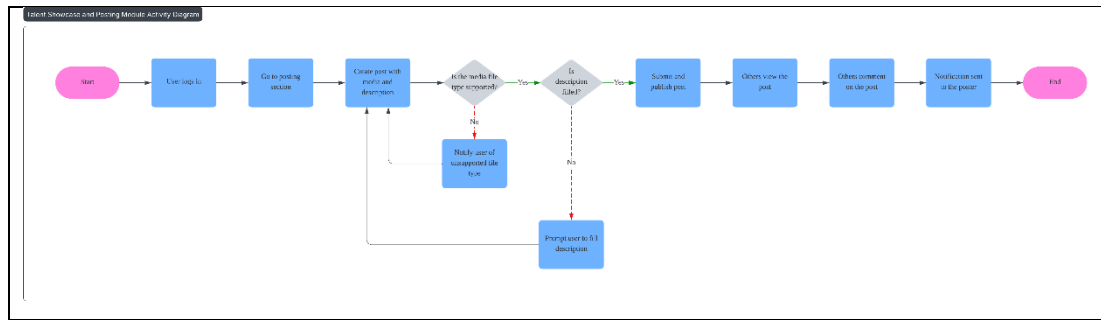 Talent Showcase and Posting Module Activity Diagram
Start
User logs in
Go to posting
section
Create post with
media and
description
Is the media file
type supported?
Yes
Is
description
filled?
Yes
Submit and
publish post
Others view the
post
Others comment
on the post
Notification sent
to the poster
End
No
Notify user of
unsupported file
type
No
Prompt user to fill
description